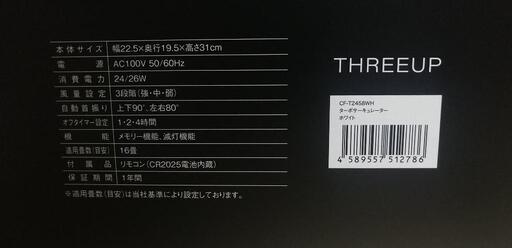 本体サイズ 幅22.5×奥行19.5×高さ31cm
電源 AC100V 50/60Hz
消費電力 24/26W
風量設定 3段階(強・中・弱)
自動首振り 上下90°、左右80°
オフタイマー設定 1・2・4時間
機能 メモリー機能、減灯機能
適用畳数(目安) 16畳
付属品 リモコン(CR2025電池内蔵)
保証期間 1年間
※適用畳数(目安)は当社基準により設定しております。
THREEUP
CF-T2458WH
ターボサーキュレーター
ホワイト
4 589557 512786